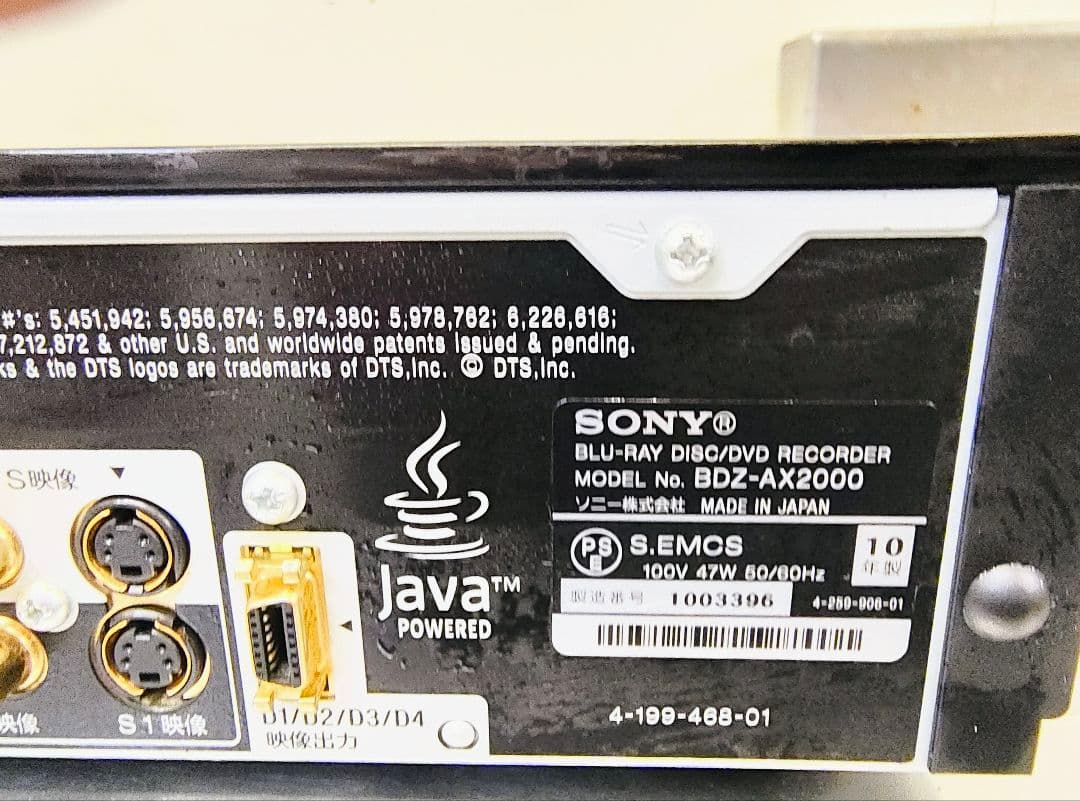 #'s: 5,451,942; 5,956,674; 5,974,380; 5,978,762; 6,226,616;
7,212,872 & other U.S. and worldwide patents issued & pending.
ks & the DTS logos are trademarks of DTS,Inc. © DTS,Inc.
S映像
Java™
POWERED
SONY®
BLU-RAY DISC/DVD RECORDER
MODEL No. BDZ-AX2000
ソニー株式会社 MADE IN JAPAN
PS
E
S.EMCS
100V 47W 50/60Hz
10
年製
製造番号 1003396
4-259-906-01
4-199-468-01
映像
S1映像
D1/D2/D3/D4
映像出力